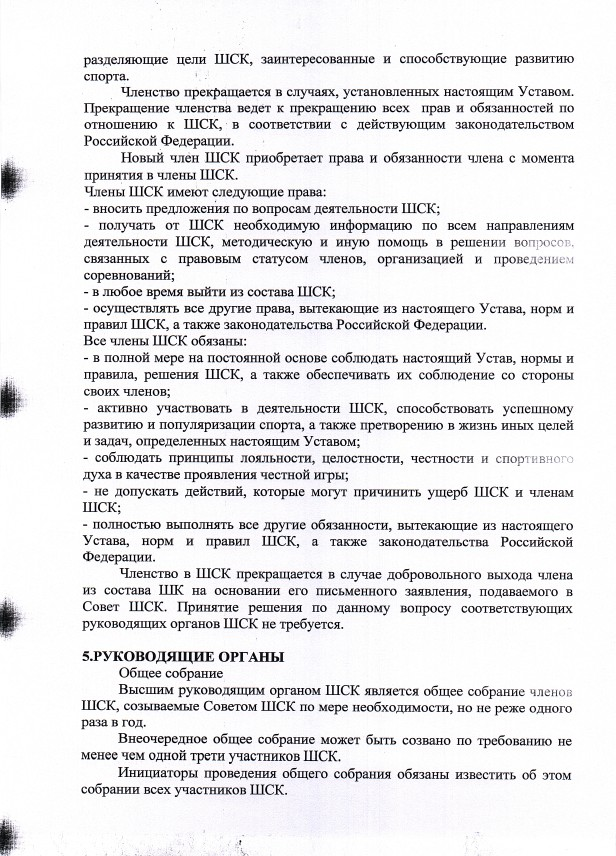 разделяющие цели ШСК, заинтересованные и способствующие развитию
спорта.
Членство прекращается в случаях, установленных настоящим Уставом.
Прекращение членства ведет к прекращению всех прав и обязанностей по
отношению к ШСК, в соответствии с действующим законодательством
Российской Федерации.
Новый член ШСК приобретает права и обязанности члена с момента
принятия в члены ШСК.
Члены ШСК имеют следующие права:
- вносить предложения по вопросам деятельности ШСК;
- получать от ШСК необходимую информацию по всем направлениям
деятельности ШСК, методическую и иную помощь в решении вопросов,
связанных с правовым статусом членов, организацией и проведением
соревнований;
- в любое время выйти из состава ШСК;
- осуществлять все другие права, вытекающие из настоящего Устава, норм и
правил ШСК, а также законодательства Российской Федерации.
Все члены ШСК обязаны:
- в полной мере на постоянной основе соблюдать настоящий Устав, нормы и
правила, решения ШСК, а также обеспечивать их соблюдение со стороны
своих членов;
- активно участвовать в деятельности ШСК, способствовать успешному
развитию и популяризации спорта, а также претворению в жизнь иных целей
и задач, определенных настоящим Уставом;
- соблюдать принципы лояльности, целостности, честности и спортивного
духа в качестве проявления честной игры;
- не допускать действий, которые могут причинить ущерб ШСК и членам
ШСК;
- полностью выполнять все другие обязанности, вытекающие из настоящего
Устава, норм и правил ШСК, а также законодательства Российской
Федерации.
Членство в ШСК прекращается в случае добровольного выхода члена
из состава ШК на основании его письменного заявления, подаваемого в
Совет ШСК. Принятие решения по данному вопросу соответствующих
руководящих органов ШСК не требуется.
5.РУКОВОДЯЩИЕ ОРГАНЫ
Общее собрание
Высшим руководящим органом ШСК является общее собрание членов
ШСК, созываемые Советом ШСК по мере необходимости, но не реже одного
раза в год.
Внеочередное общее собрание может быть созвано по требованию не
менее чем одной трети участников ШСК.
Инициаторы проведения общего собрания обязаны известить об этом
собрании всех участников ШСК.